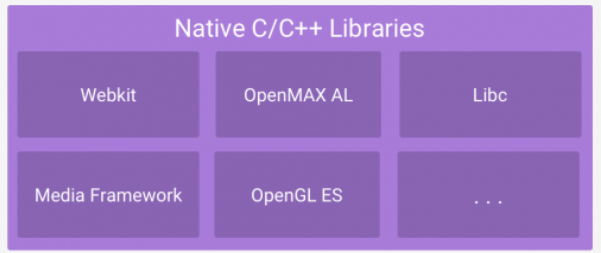 Native C/C++ Libraries
Webkit
OpenMAX AL
Libc
Media Framework
OpenGL ES
. . .